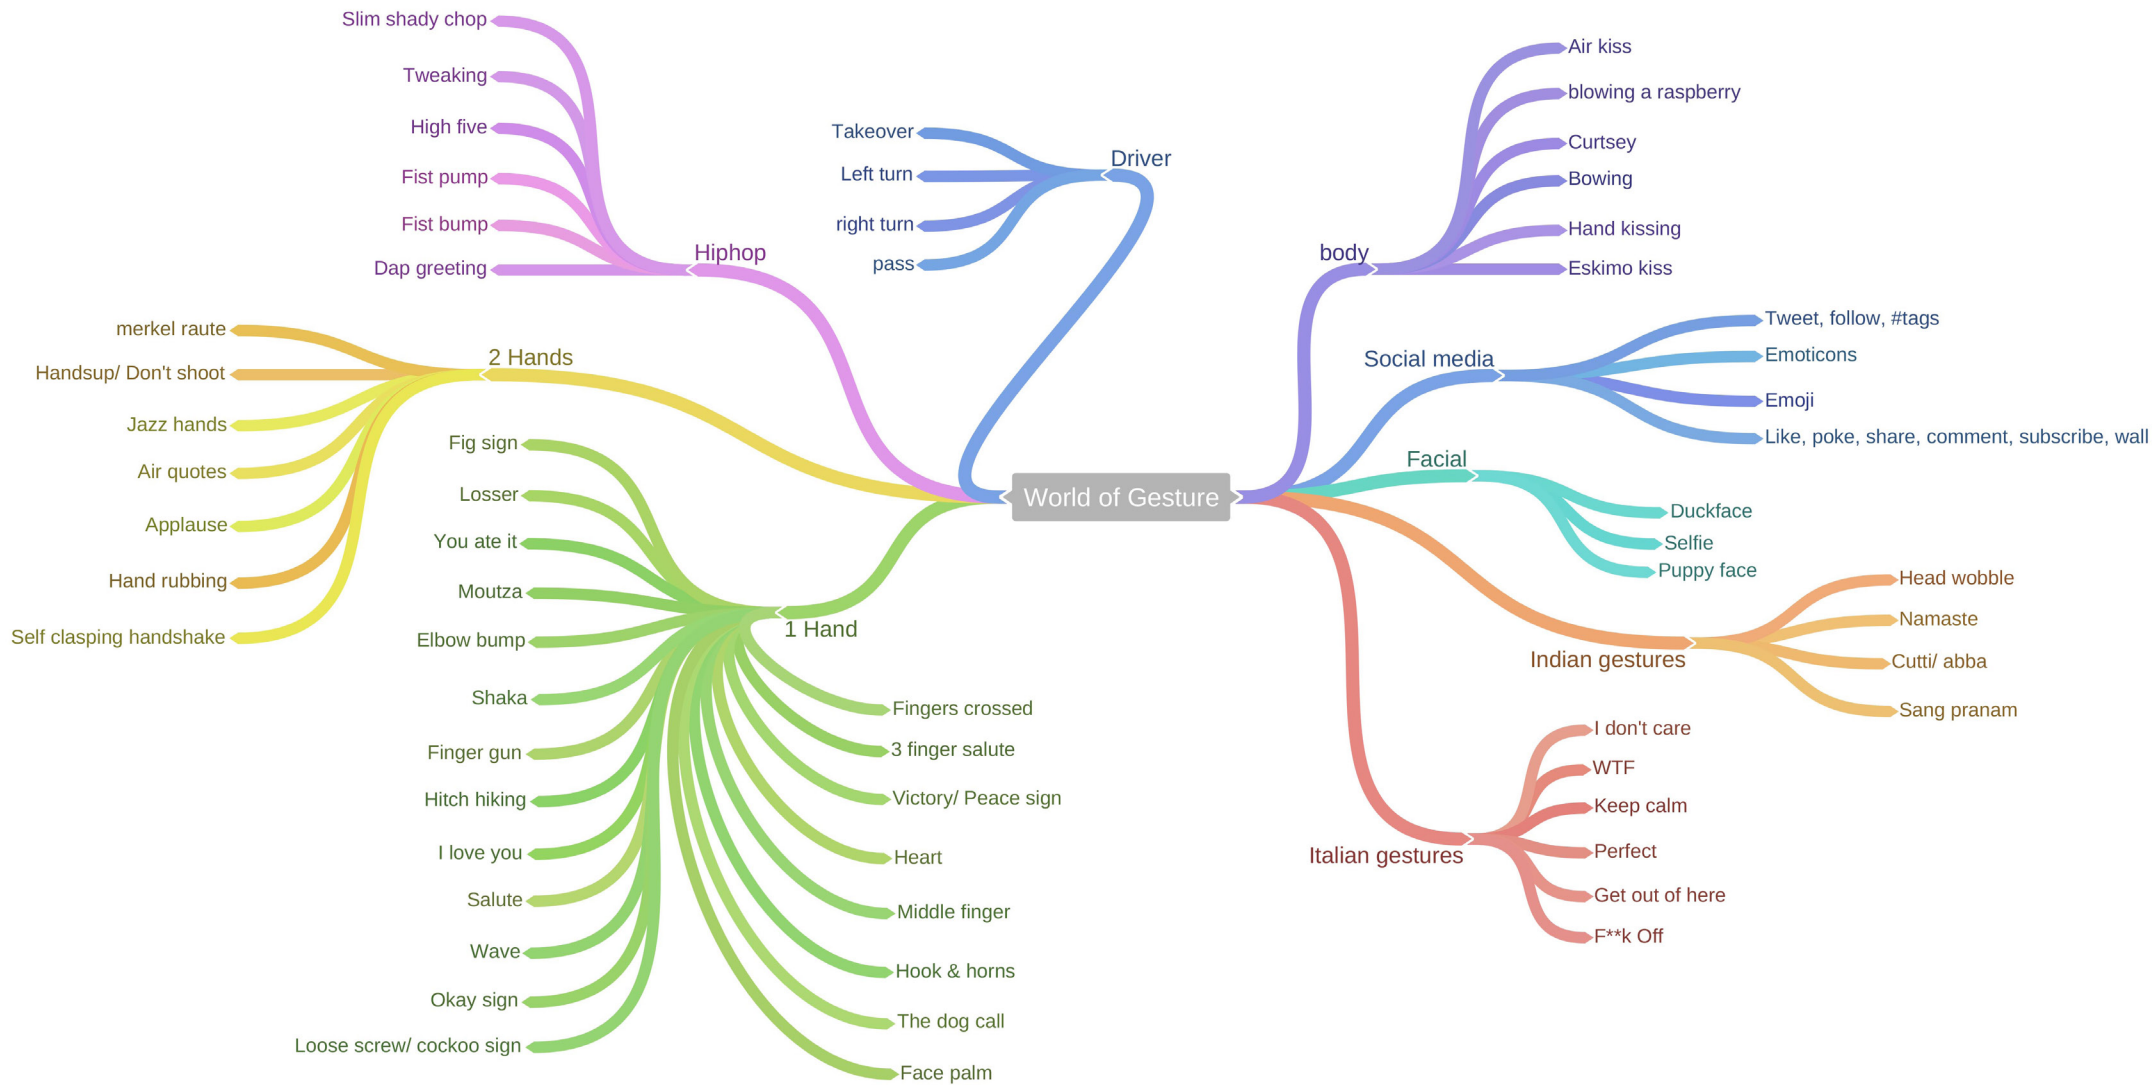 World of Gesture
Hiphop
Slim shady chop
Tweaking
High five
Fist pump
Fist bump
Dap greeting
Driver
Takeover
Left turn
right turn
pass
2 Hands
merkel raute
Handsup/ Don't shoot
Jazz hands
Air quotes
Applause
Hand rubbing
Self clasping handshake
1 Hand
Fig sign
Losser
You ate it
Moutza
Elbow bump
Shaka
Finger gun
Hitch hiking
I love you
Salute
Wave
Okay sign
Loose screw/ cockoo sign
Fingers crossed
3 finger salute
Victory/ Peace sign
Heart
Middle finger
Hook & horns
The dog call
Face palm
body
Air kiss
blowing a raspberry
Curtsey
Bowing
Hand kissing
Eskimo kiss
Social media
Tweet, follow, #tags
Emoticons
Emoji
Like, poke, share, comment, subscribe, wall
Facial
Duckface
Selfie
Puppy face
Indian gestures
Head wobble
Namaste
Cutti/ abba
Sang pranam
Italian gestures
I don't care
WTF
Keep calm
Perfect
Get out of here
F**k Off